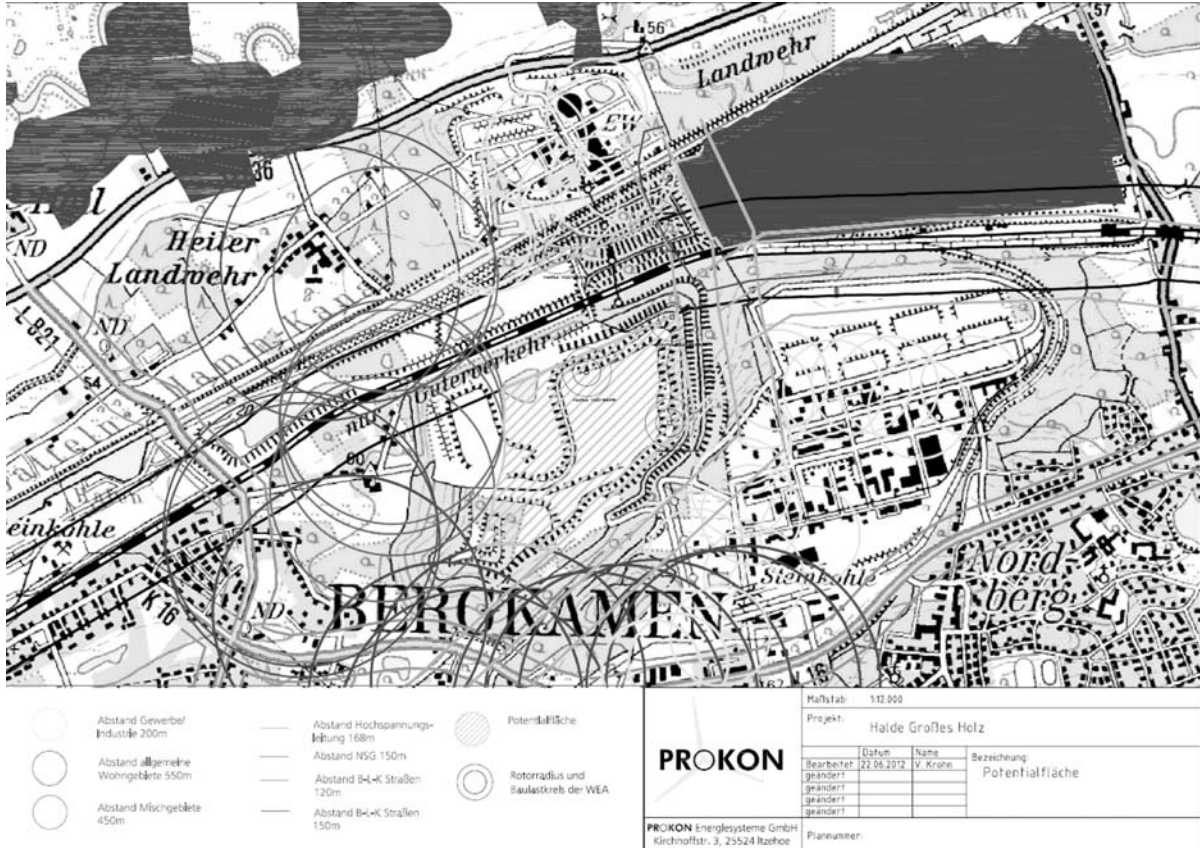 56
57
Landwehr
Landwehr
36
Heiler
Landwehr
ND
L 821
ND
54
nur Güterverkehr
60
Hafen
einkohle
K 16
ND
BERGKAMEN
Steinkohle
Nord-
berg
Abstand Gewerbe/
Industrie 200m
Abstand allgemeine
Wohngebiete 550m
Abstand Mischgebiete
450m
Abstand Hochspannungs-
leitung 168m
Abstand NSG 150m
Abstand B-L-K Straßen
120m
Abstand B-L-K Straßen
150m
Potentialfläche
Rotorradius und
Baulastkreis der WEA
PROKON
PROKON Energiesysteme GmbH
Kirchhoffstr. 3, 25524 Itzehoe
Maßstab: 1:12.000
Projekt: Halde Großes Holz
Datum Name
Bearbeitet 22.06.2012 V. Krohn
geändert
geändert
geändert
geändert
Bezeichnung:
Potentialfläche
Plannummer: